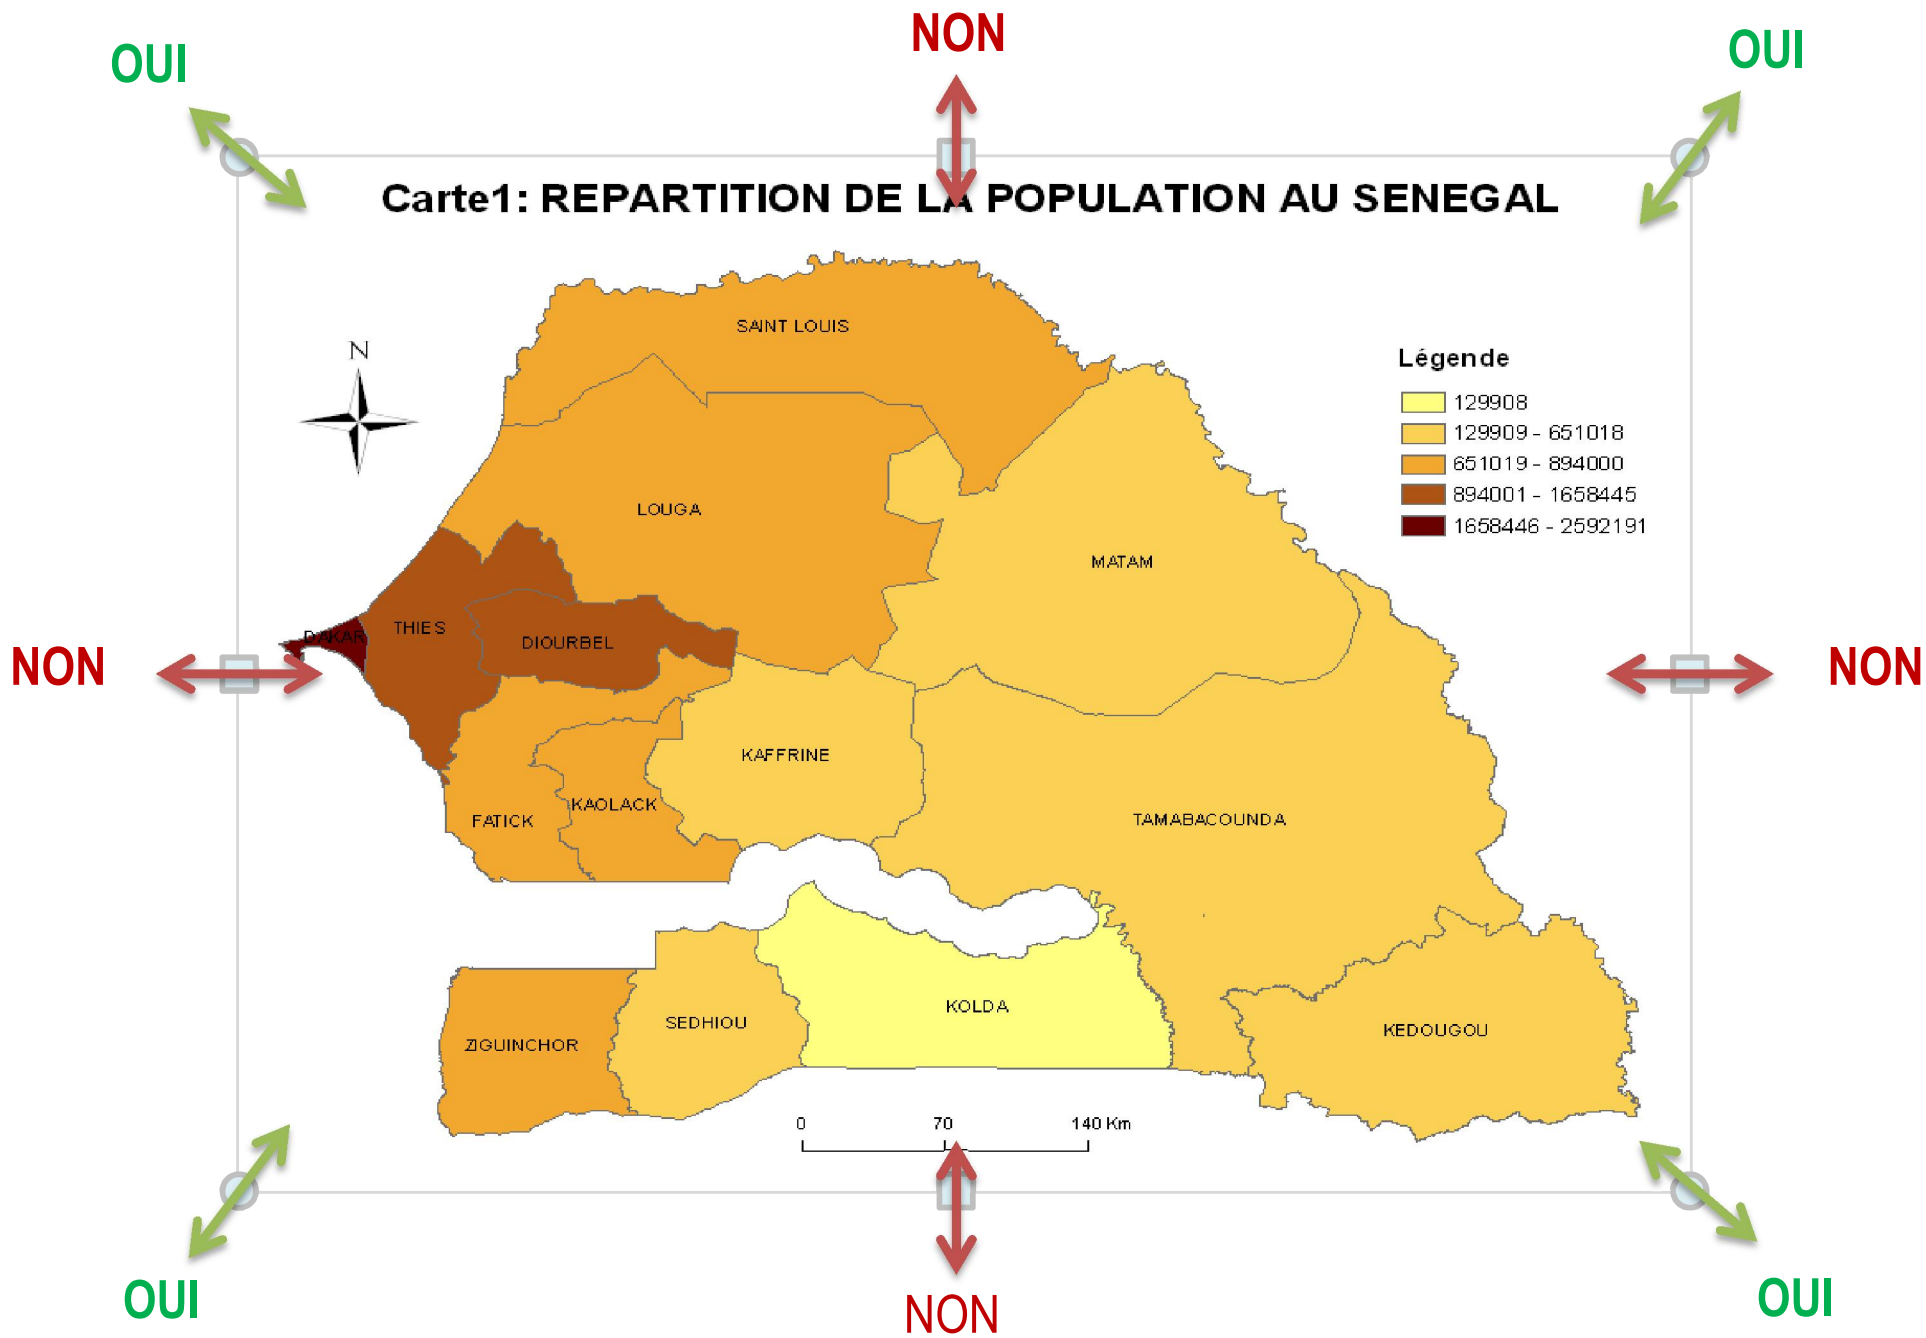 NON
OUI
OUI
Carte1: REPARTITION DE LA POPULATION AU SENEGAL
SAINT LOUIS
N
Légende
129908
129909 - 651018
651019 - 894000
894001 - 1658445
1658446 - 2592191
LOUGA
MATAM
THIES
DAKAR
DIOURBEL
NON
NON
KAFFRINE
KAOLACK
FATICK
TAMABACOUNDA
KOLDA
SEDHIOU
KEDOUGOU
ZIGUINCHOR
0 70 140 Km
OUI
NON
OUI